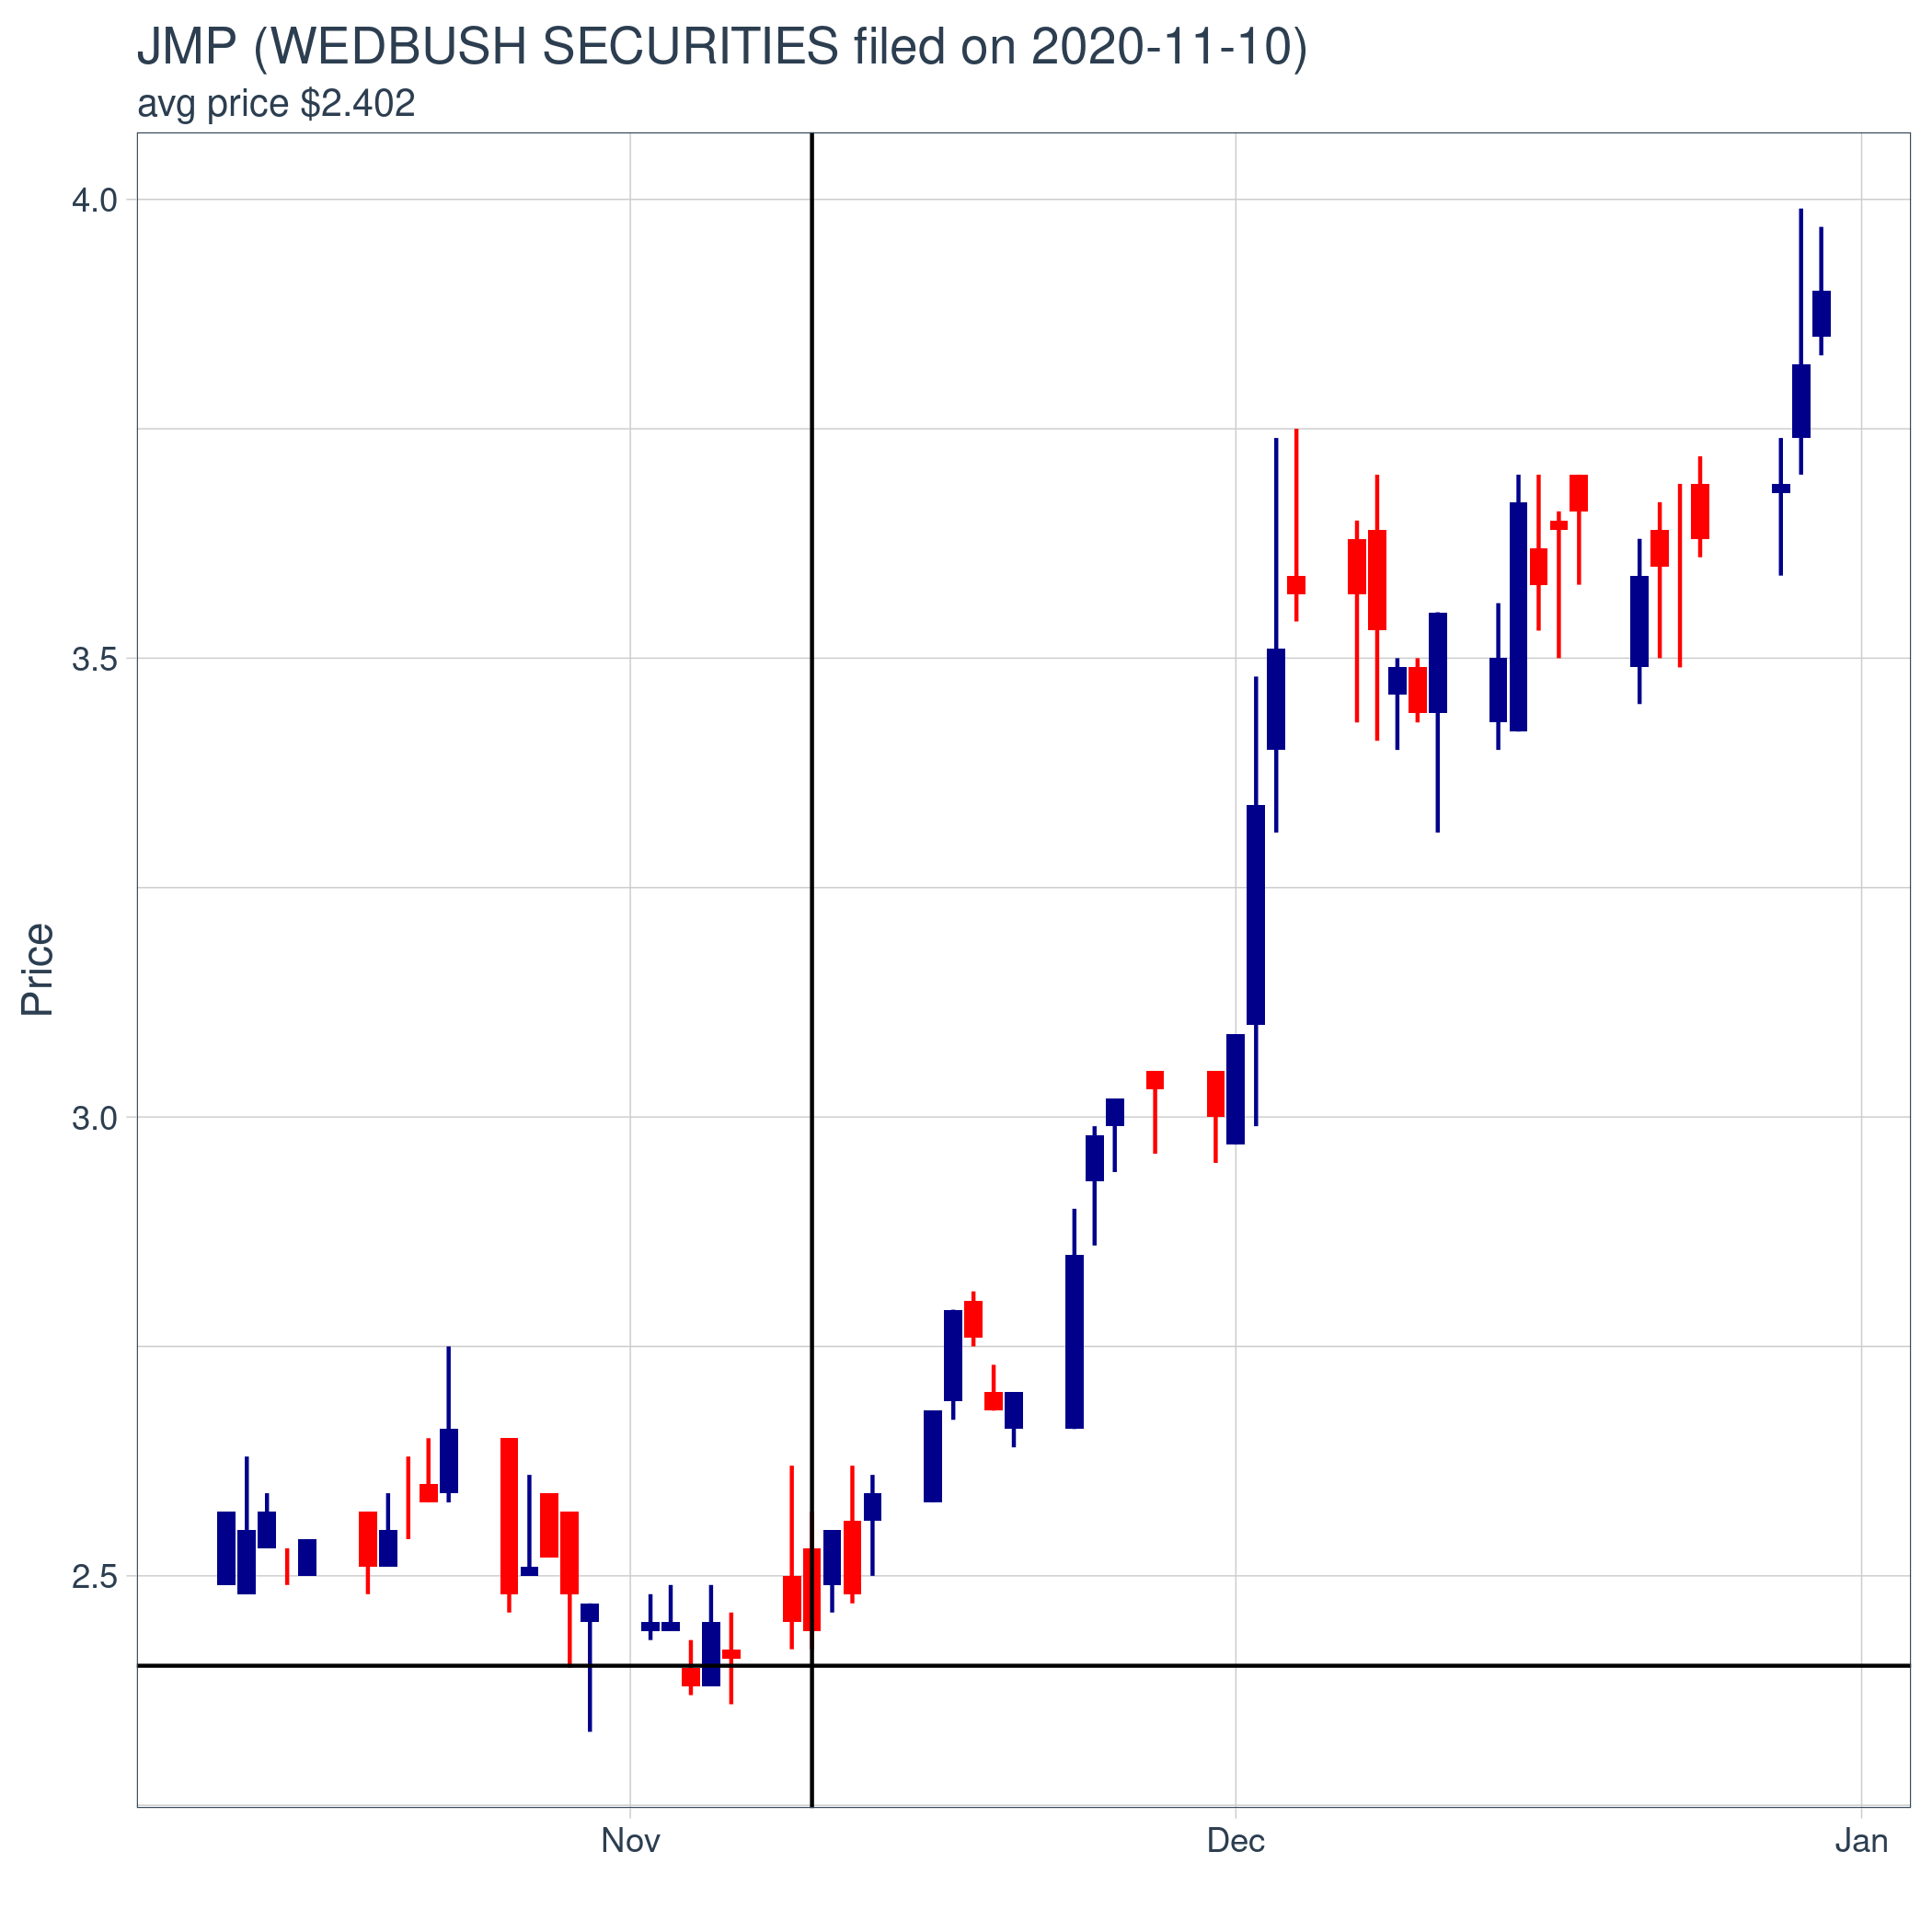 JMP (WEDBUSH SECURITIES filed on 2020-11-10)
avg price $2.402
4.0
3.5
3.0
2.5
Price
Nov Dec Jan